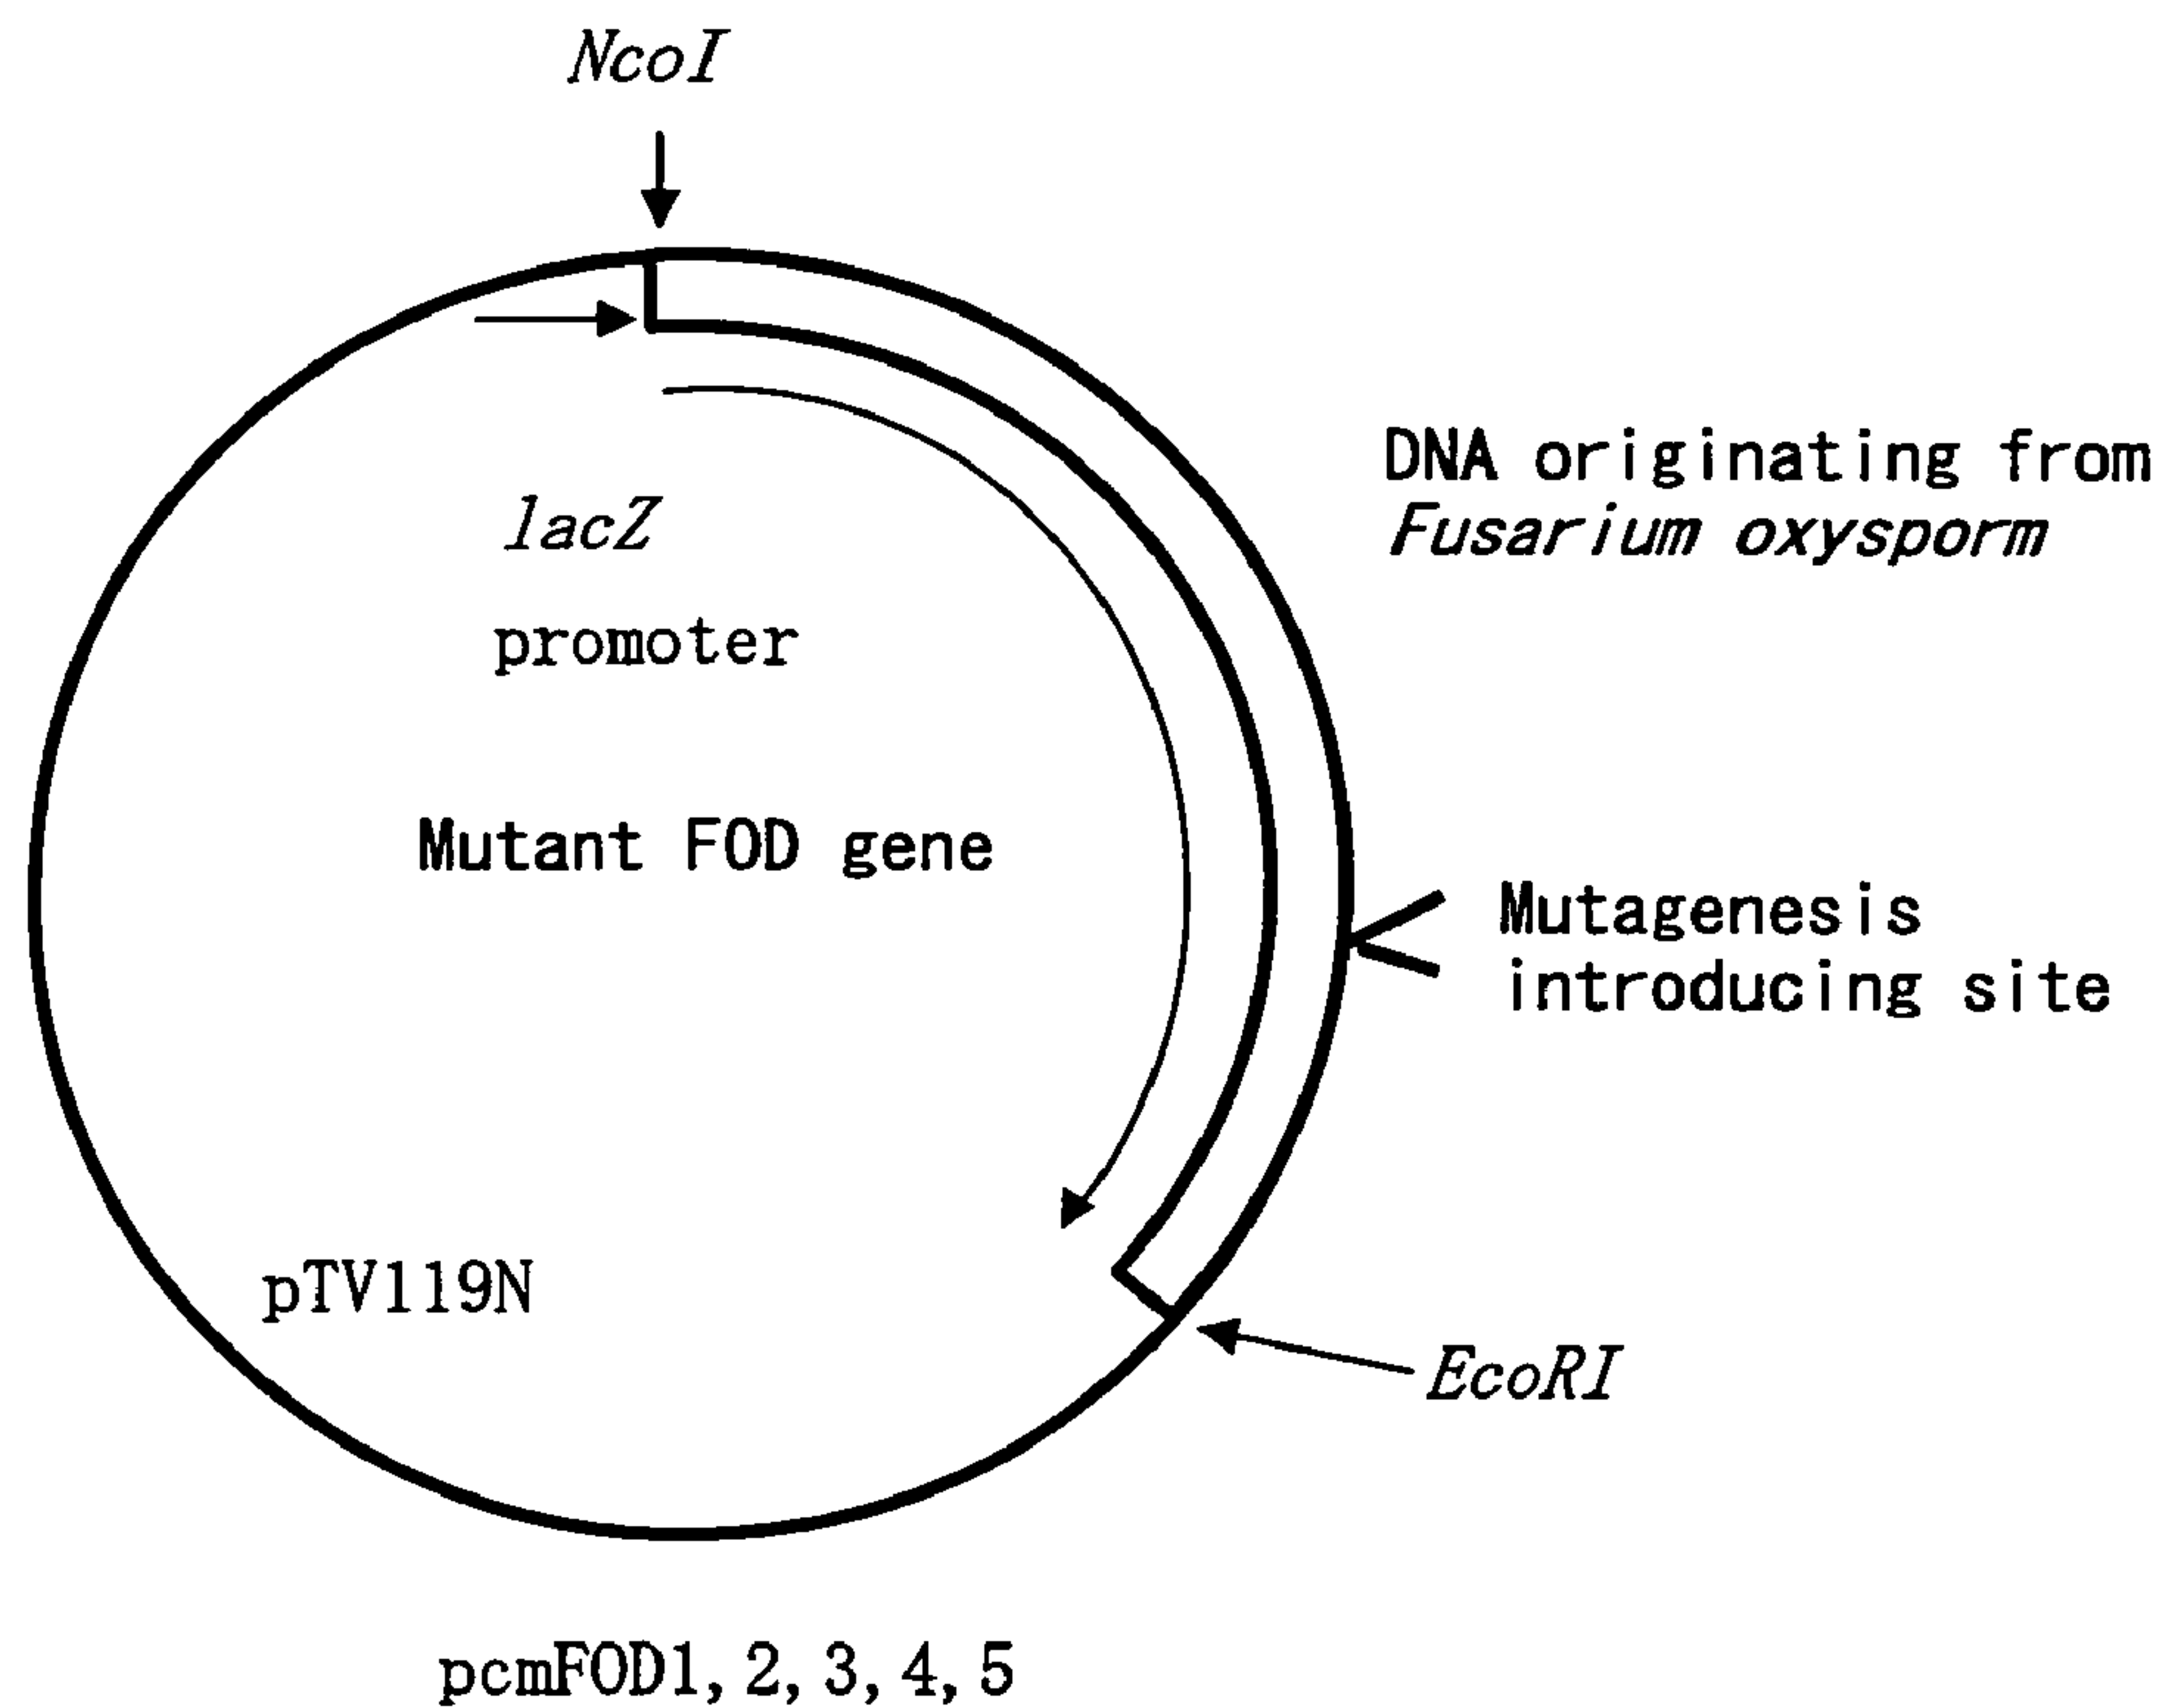 NcoI
DNA originating from
Fusarium oxysporm
lacZ
promoter
Mutant FOD gene
Mutagenesis
introducing site
pTV119N
EcoRI
pcmFOD1, 2, 3, 4, 5